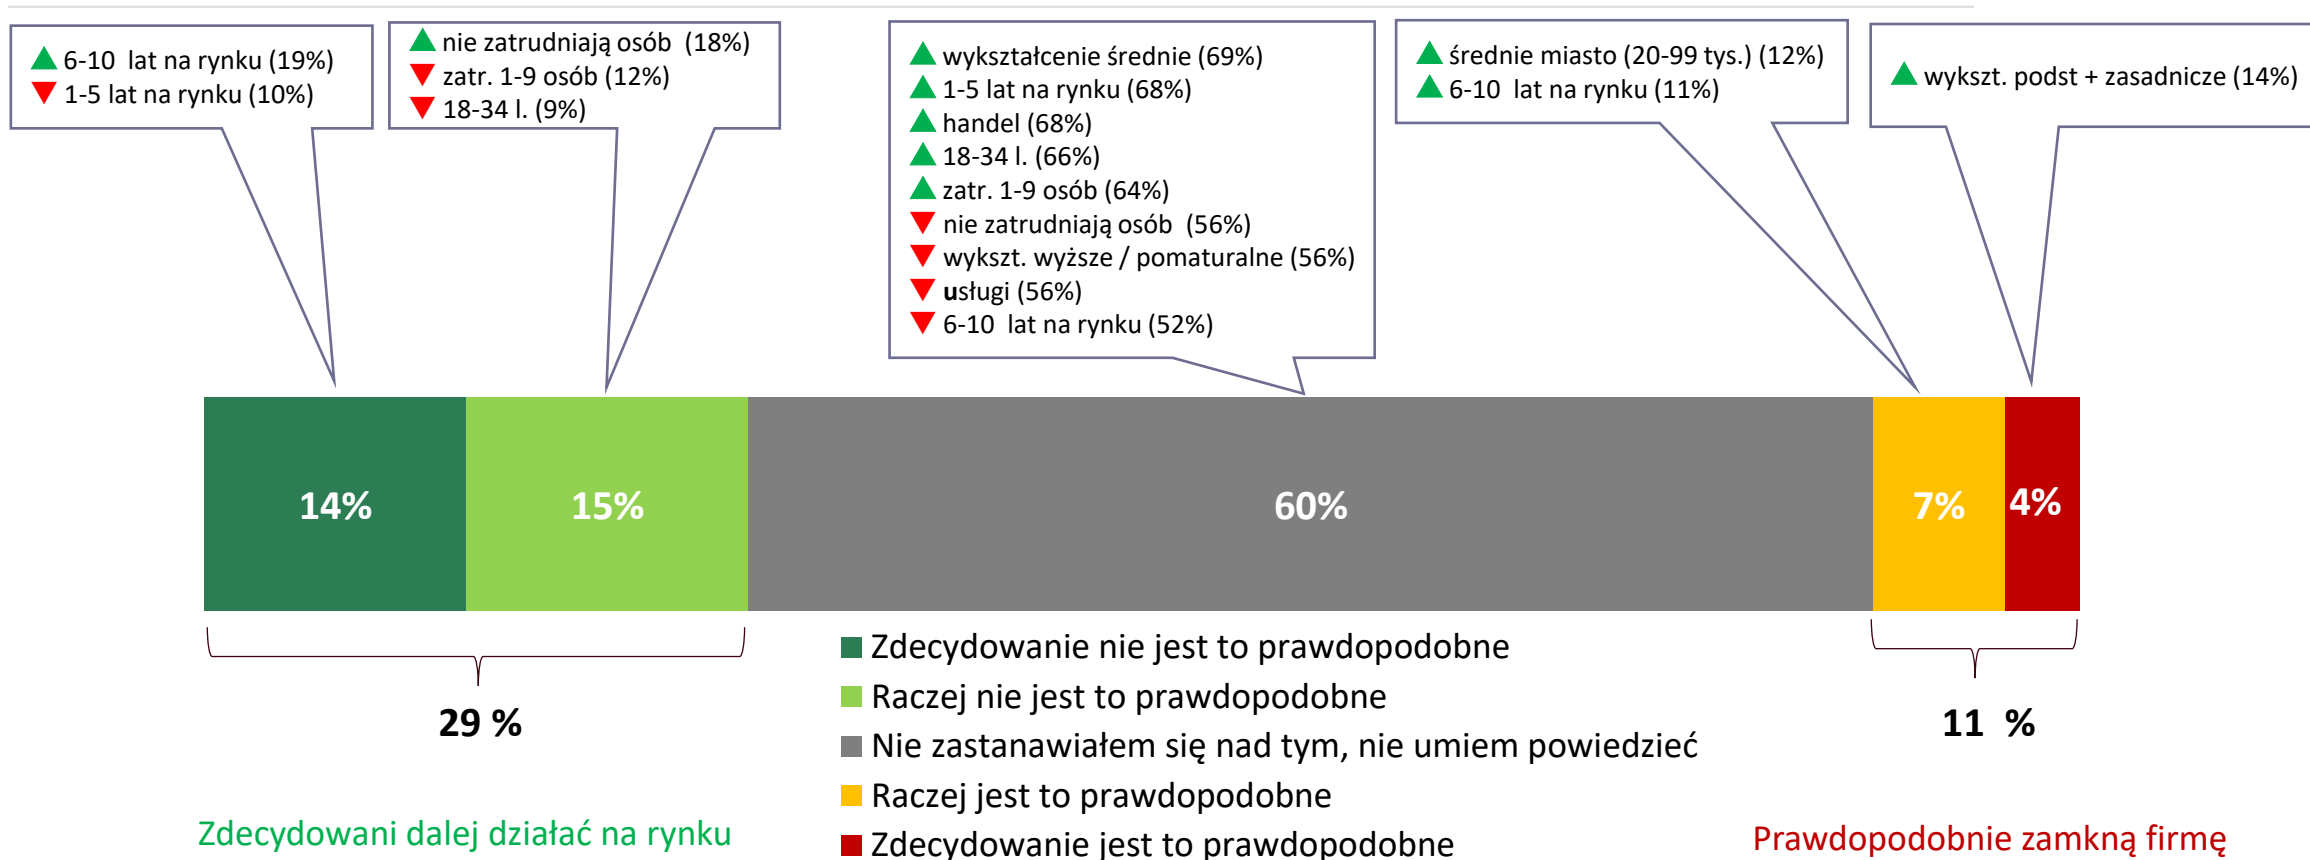 ▲ 6-10 lat na rynku (19%)
▼ 1-5 lat na rynku (10%)
▲ nie zatrudniają osób (18%)
▼ zatr. 1-9 osób (12%)
▼ 18-34 l. (9%)
▲ wykształcenie średnie (69%)
▲ 1-5 lat na rynku (68%)
▲ handel (68%)
▲ 18-34 l. (66%)
▲ zatr. 1-9 osób (64%)
▼ nie zatrudniają osób (56%)
▼ wykszt. wyższe / pomaturalne (56%)
▼ usługi (56%)
▼ 6-10 lat na rynku (52%)
▲ średnie miasto (20-99 tys.) (12%)
▲ 6-10 lat na rynku (11%)
▲ wykszt. podst + zasadnicze (14%)
14%
15%
60%
7%
4%
29 %
11 %
Zdecydowanie nie jest to prawdopodobne
Raczej nie jest to prawdopodobne
Nie zastanawiałem się nad tym, nie umiem powiedzieć
Raczej jest to prawdopodobne
Zdecydowanie jest to prawdopodobne
Zdecydowani dalej działać na rynku
Prawdopodobnie zamkną firmę